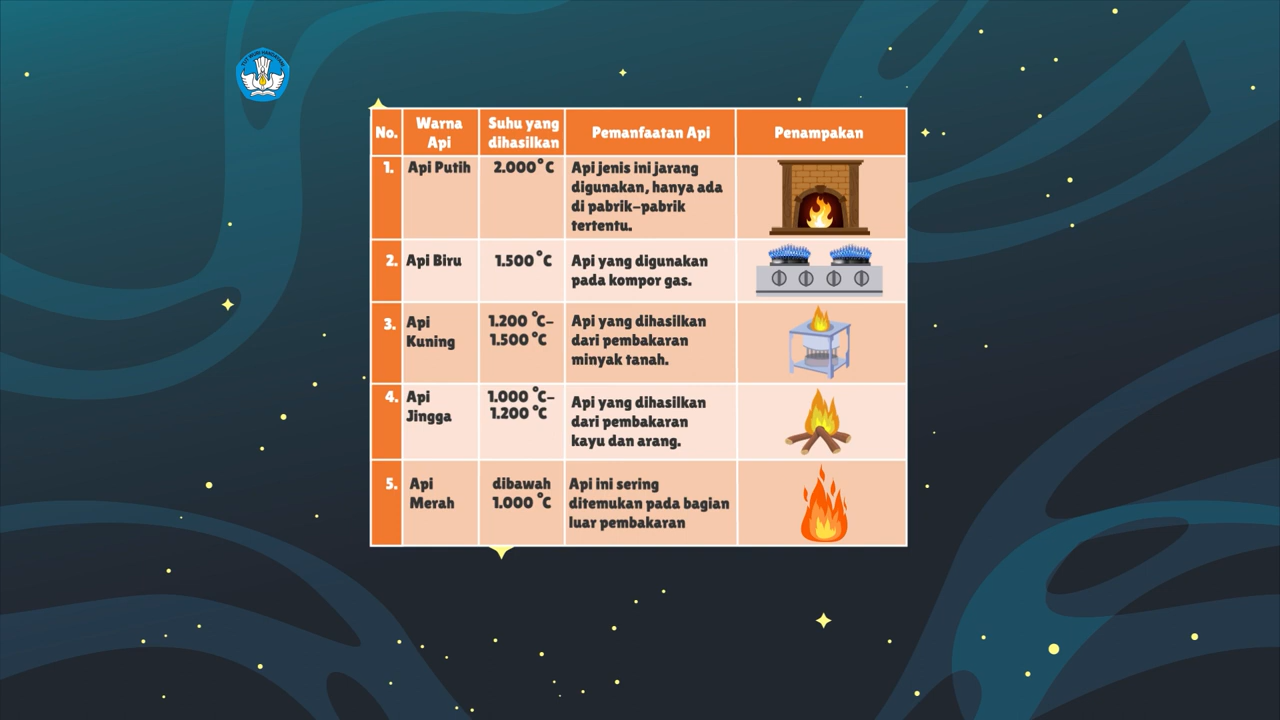 No.
Warna
Api
Suhu yang
dihasilkan
Pemanfaatan Api
Penampakan
1.
Api Putih
2.000°C
Api jenis ini jarang
digunakan, hanya ada
di pabrik-pabrik
tertentu.
2.
Api Biru
1.500°C
Api yang digunakan
pada kompor gas.
3.
Api
Kuning
1.200 °C-
1.500 °C
Api yang dihasilkan
dari pembakaran
minyak tanah.
4.
Api
Jingga
1.000 °C-
1.200 °C
Api yang dihasilkan
dari pembakaran
kayu dan arang.
5.
Api
Merah
dibawah
1.000 °C
Api ini sering
ditemukan pada bagian
luar pembakaran